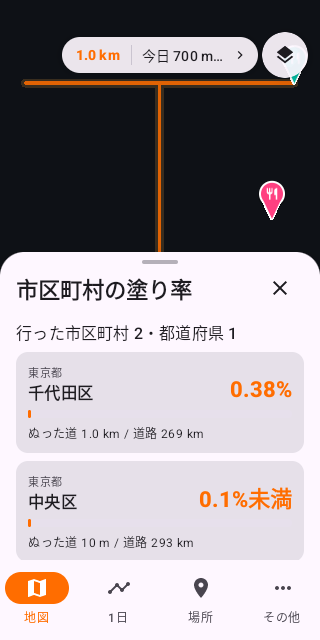 1.0 km 今日 700 m…
市区町村の塗り率
行った市区町村 2・都道府県 1
東京都
千代田区
0.38%
ぬった道 1.0 km / 道路 269 km
東京都
中央区
0.1%未満
ぬった道 10 m / 道路 293 km
地図 1日 場所 その他